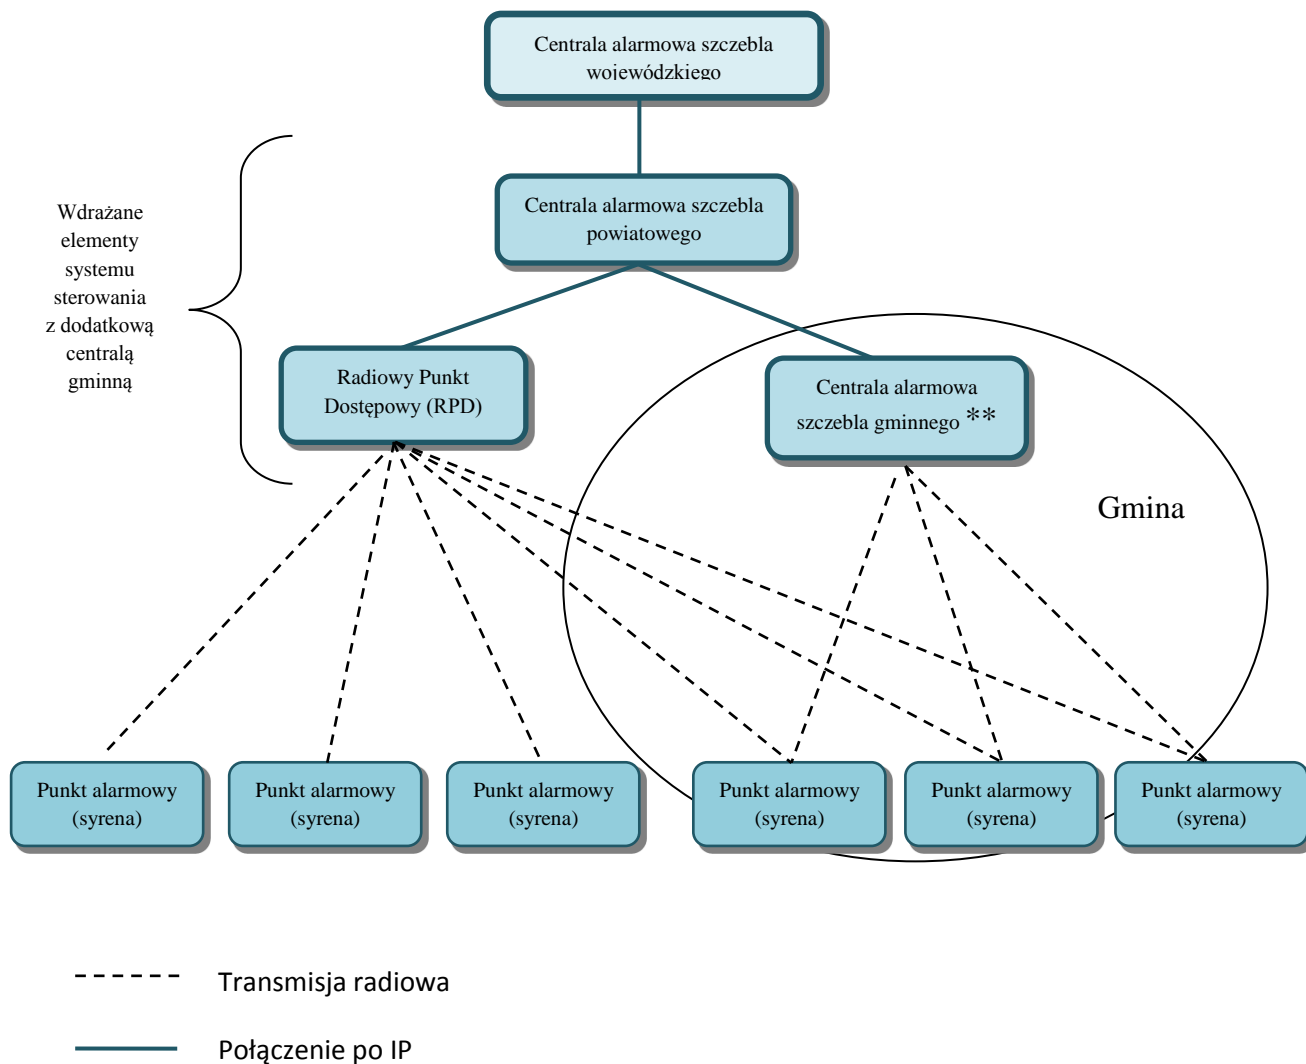 Centrala alarmowa szczebla
wojewódzkiego
Centrala alarmowa szczebla
powiatowego
Wdrażane
elementy
systemu
sterowania
z dodatkową
centralą
gminną
Radiowy Punkt
Dostępowy (RPD)
Centrala alarmowa
szczebla gminnego **
Gmina
Punkt alarmowy
(syrena)
Punkt alarmowy
(syrena)
Punkt alarmowy
(syrena)
Punkt alarmowy
(syrena)
Punkt alarmowy
(syrena)
Punkt alarmowy
(syrena)
Transmisja radiowa
Połączenie po IP